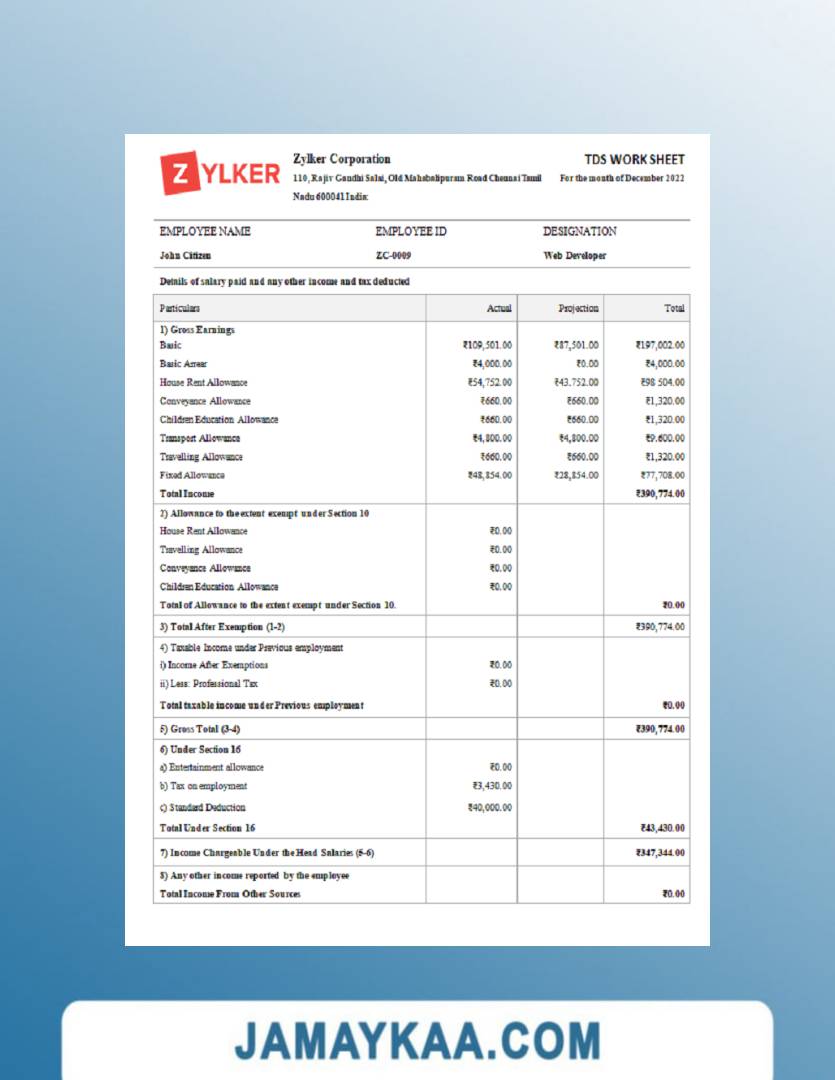 ZYLKER
Zylker Corporation
TDS WORK SHEET
110, Rajiv Gandhi Salai, Old Mahabalipuram Road Chennai Tamil
For the month of December 2022
Nadu 600041 India:
EMPLOYEE NAME EMPLOYEE ID DESIGNATION
John Citizen ZC-0009 Web Developer
Details of salary paid and any other income and tax deducted
Particulars Actual Projection Total
1) Gross Earnings
Basic ₹109,501.00 ₹87,501.00 ₹197,002.00
Basic Arrear ₹4,000.00 ₹0.00 ₹4,000.00
House Rent Allowance ₹54,752.00 ₹43.752.00 ₹98 504.00
Conveyance Allowance ₹660.00 ₹660.00 ₹1,320.00
Children Education Allowance ₹660.00 ₹660.00 ₹1,320.00
Transport Allowance ₹4,800.00 ₹4,800.00 ₹9.600.00
Travelling Allowance ₹660.00 ₹660.00 ₹1,320.00
Fixed Allowance ₹48,854.00 ₹28,854.00 ₹77,708.00
Total Income ₹390,774.00
2) Allowance to the extent exempt under Section 10
House Rent Allowance ₹0.00
Travelling Allowance ₹0.00
Conveyance Allowance ₹0.00
Children Education Allowance ₹0.00
Total of Allowance to the extent exempt under Section 10. ₹0.00
3) Total After Exemption (1-2) ₹390,774.00
4) Taxable Income under Previous employment
i) Income After Exemptions ₹0.00
ii) Less: Professional Tax ₹0.00
Total taxable income under Previous employment ₹0.00
5) Gross Total (3-4) ₹390,774.00
6) Under Section 16
a) Entertainment allowance ₹0.00
b) Tax on employment ₹3,430.00
c) Standard Deduction ₹40,000.00
Total Under Section 16 ₹43,430.00
7) Income Chargeable Under the Head Salaries (5-6) ₹347,344.00
8) Any other income reported by the employee
Total Income From Other Sources ₹0.00
JAMAYKAA.COM